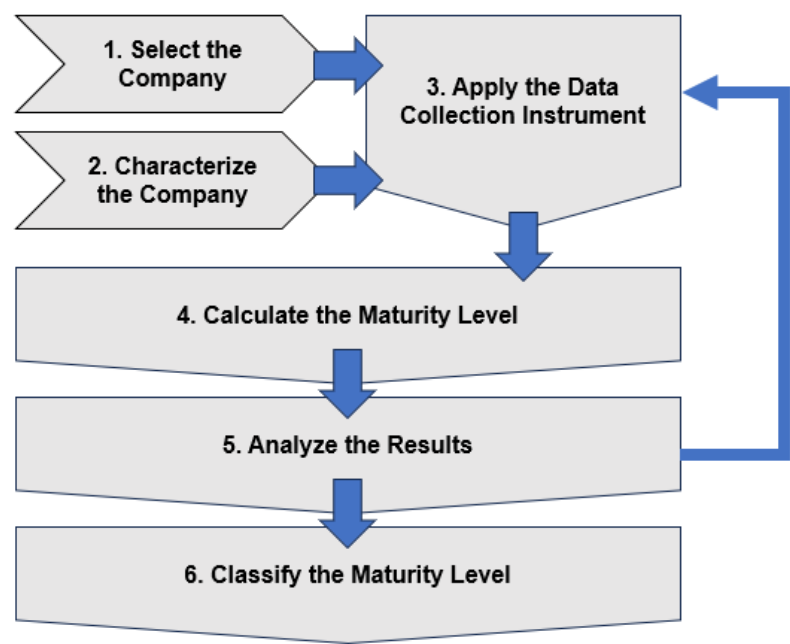 1. Select the
Company
2. Characterize
the Company
3. Apply the Data
Collection Instrument
4. Calculate the Maturity Level
5. Analyze the Results
6. Classify the Maturity Level